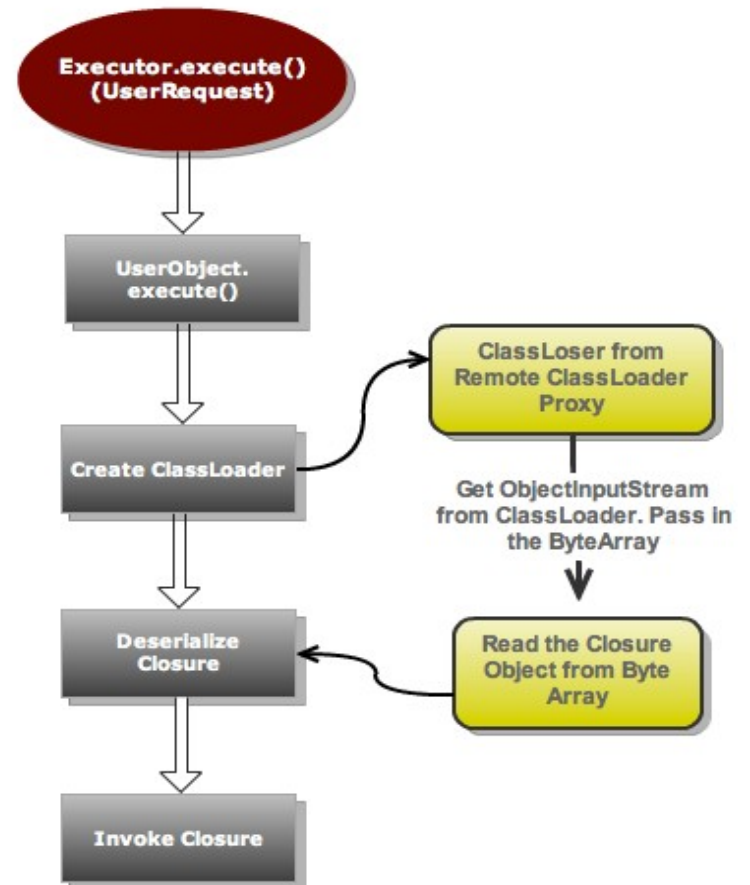 Executor.execute()
(UserRequest)
UserObject.
execute()
Create ClassLoader
ClassLoser from
Remote ClassLoader
Proxy
Get ObjectInputStream
from ClassLoader. Pass in
the ByteArray
Read the Closure
Object from Byte
Array
Deserialize
Closure
Invoke Closure